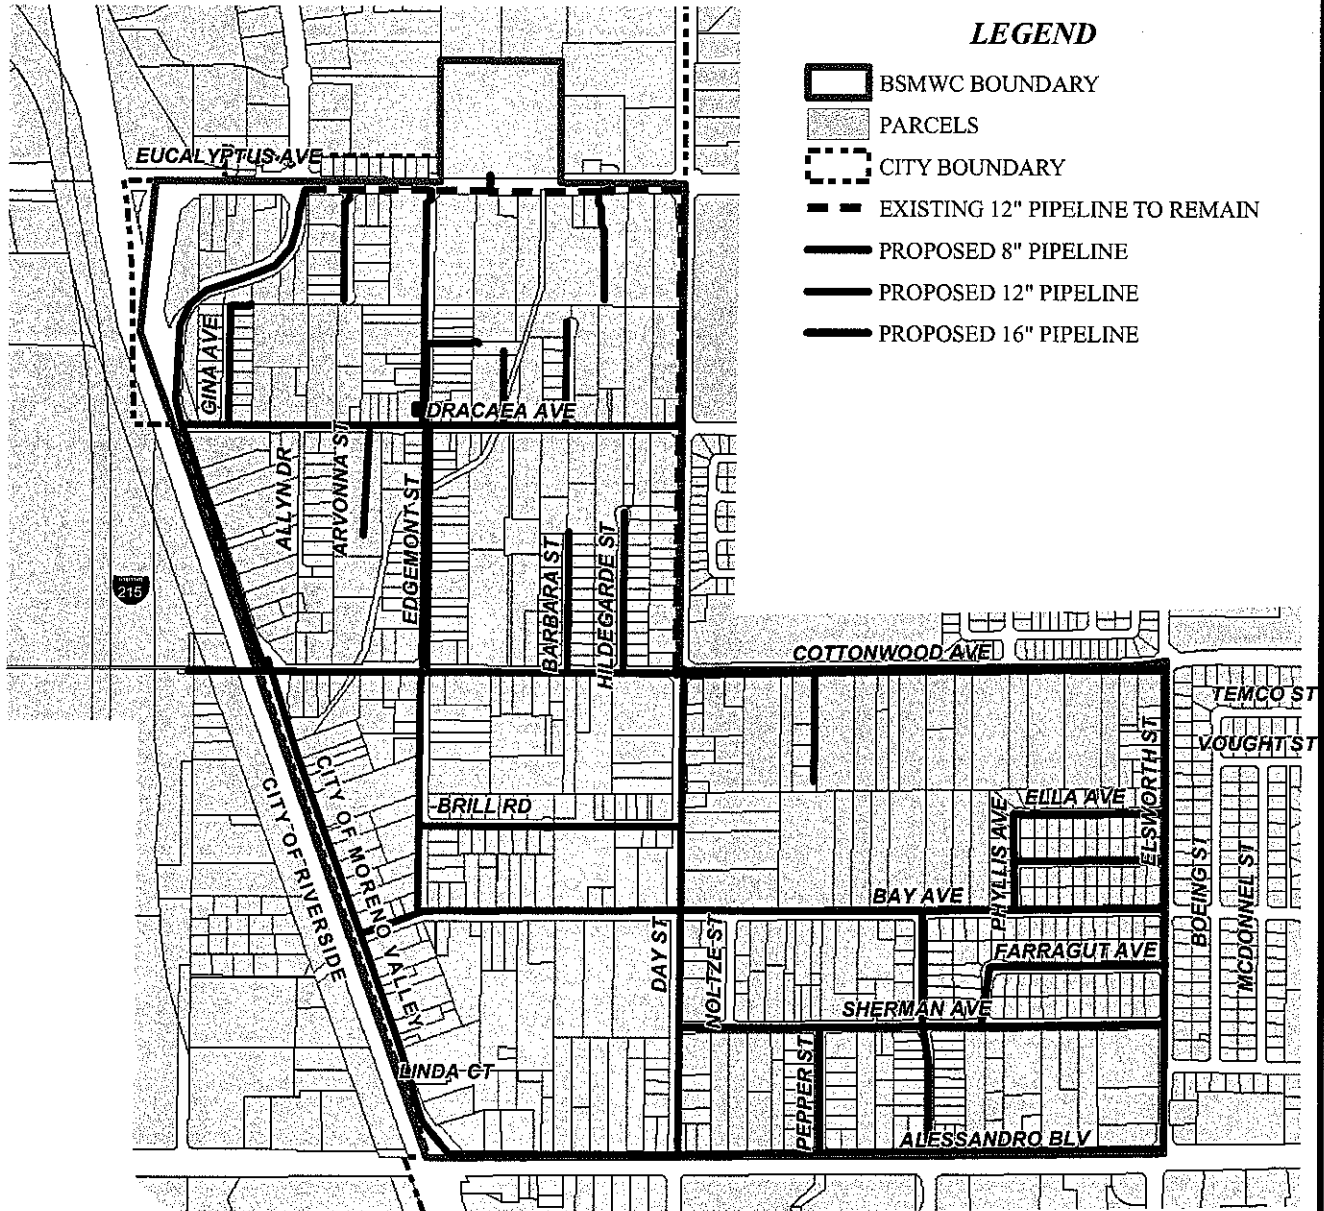 LEGEND
BSMWC BOUNDARY
PARCELS
CITY BOUNDARY
EXISTING 12" PIPELINE TO REMAIN
PROPOSED 8" PIPELINE
PROPOSED 12" PIPELINE
PROPOSED 16" PIPELINE
EUCALYPTUS AVE
GINA AVE
DRACAEA AVE
ALLYN DR
ARVONNA ST
EDGEMONT ST
BARBARA ST
HILDEGARDE ST
215
COTTONWOOD AVE
TEMCO ST
VOUGHT ST
ELSWORTH ST
CITY OF RIVERSIDE
CITY OF MORENO VALLEY
BRILL RD
ELLA AVE
PHYLLIS AVE
BOEING ST
MCDONNEL ST
BAY AVE
DAY ST
NOLTZE ST
FARRAGUT AVE
SHERMAN AVE
LINDA CT
PEPPER ST
ALESSANDRO BLV